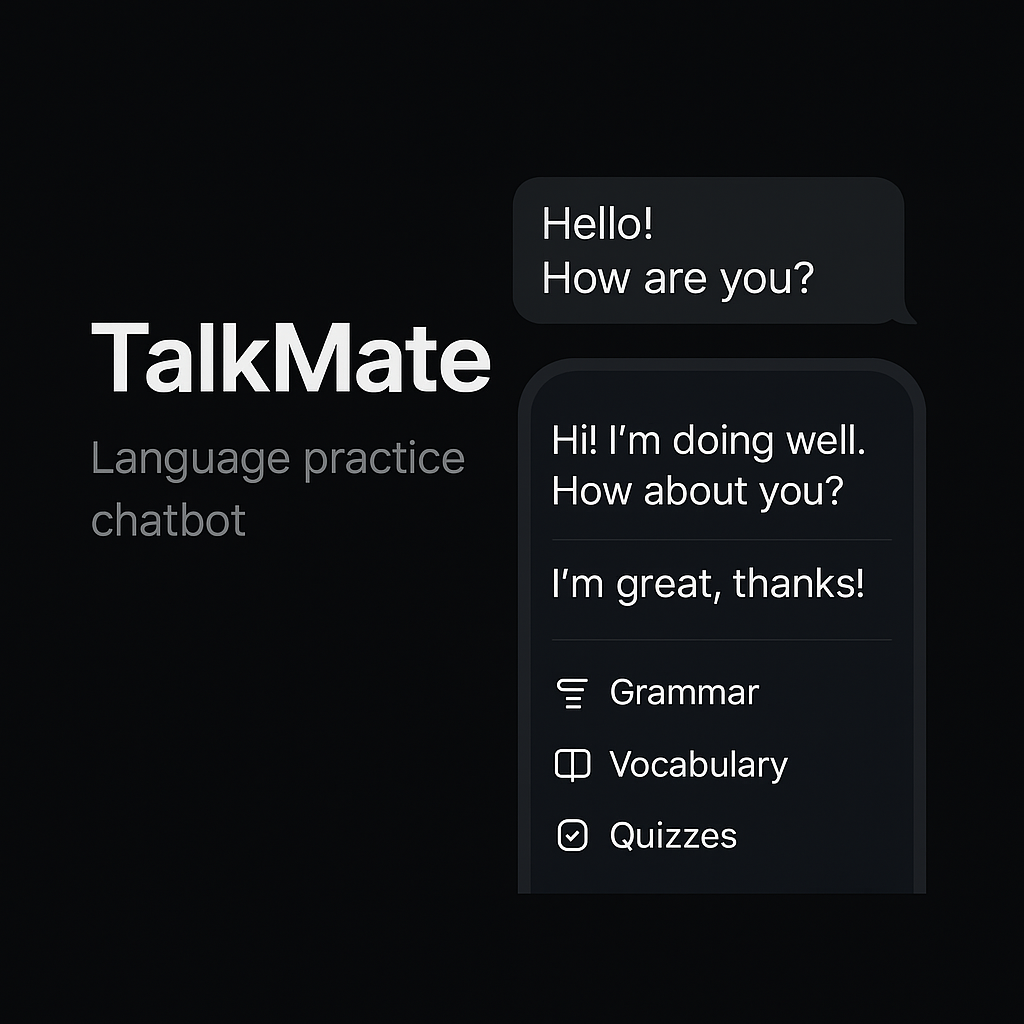 TalkMate
Language practice
chatbot
Hello!
How are you?
Hi! I’m doing well.
How about you?
I’m great, thanks!
Grammar
Vocabulary
Quizzes